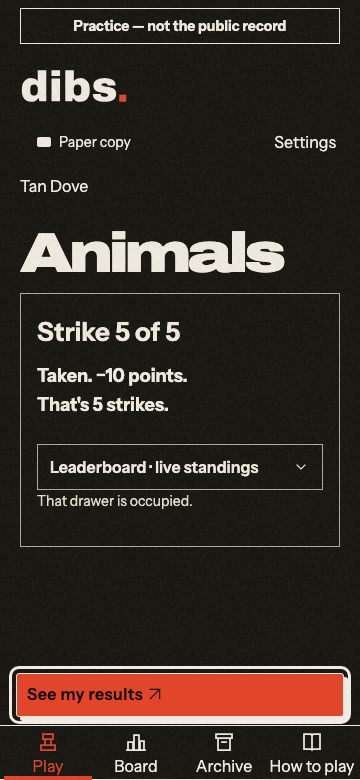 Practice — not the public record
dibs.
Paper copy
Settings
Tan Dove
Animals
Strike 5 of 5
Taken. −10 points.
That's 5 strikes.
Leaderboard · live standings
That drawer is occupied.
See my results
Play
Board
Archive
How to play